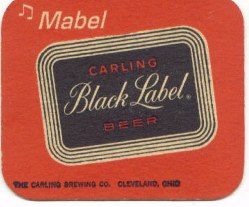 ♫ Mabel
CARLING
Black Label®
BEER
THE CARLING BREWING CO. CLEVELAND, OHIO